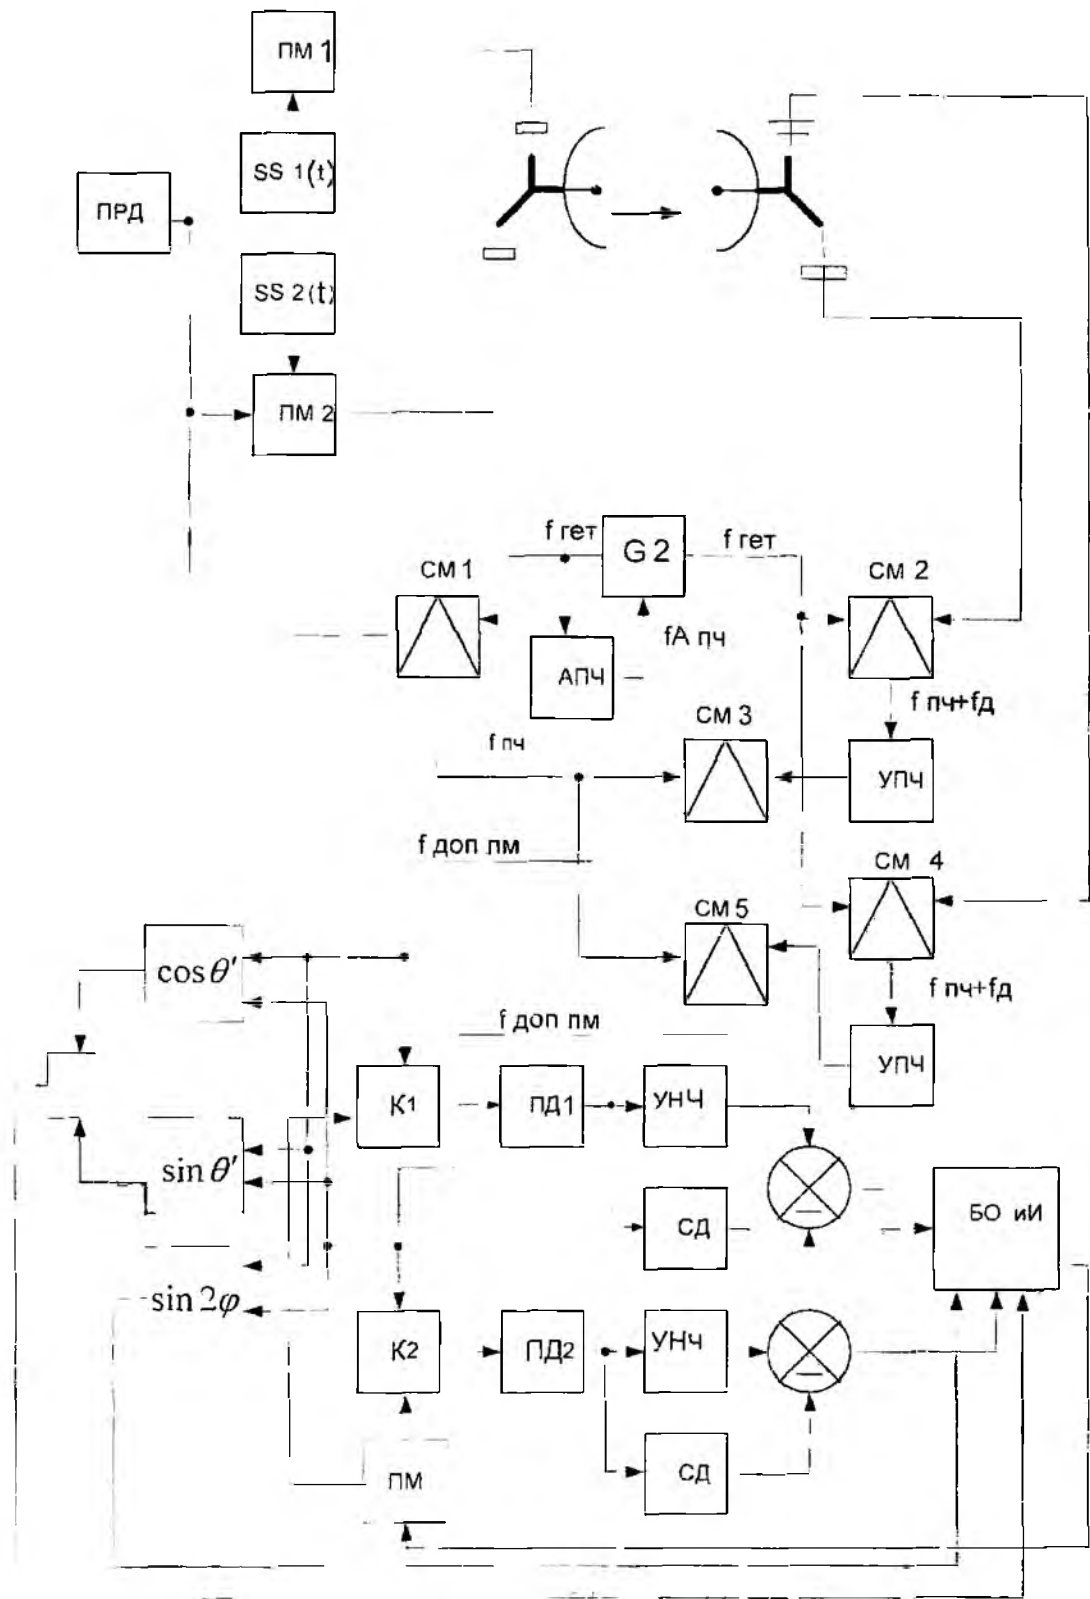 ПМ 1
SS 1(t)
ПРД
SS 2(t)
ПМ 2
f гет
G 2
f гет
СМ 1
СМ 2
fА пч
АПЧ
f пч+fд
СМ 3
f пч
УПЧ
f доп пм
СМ 4
СМ 5
cos θ'
f пч+fд
f доп пм
УПЧ
К1
ПД1
УНЧ
sin θ'
СД
БО иИ
sin 2φ
К2
ПД2
УНЧ
ПМ
СД